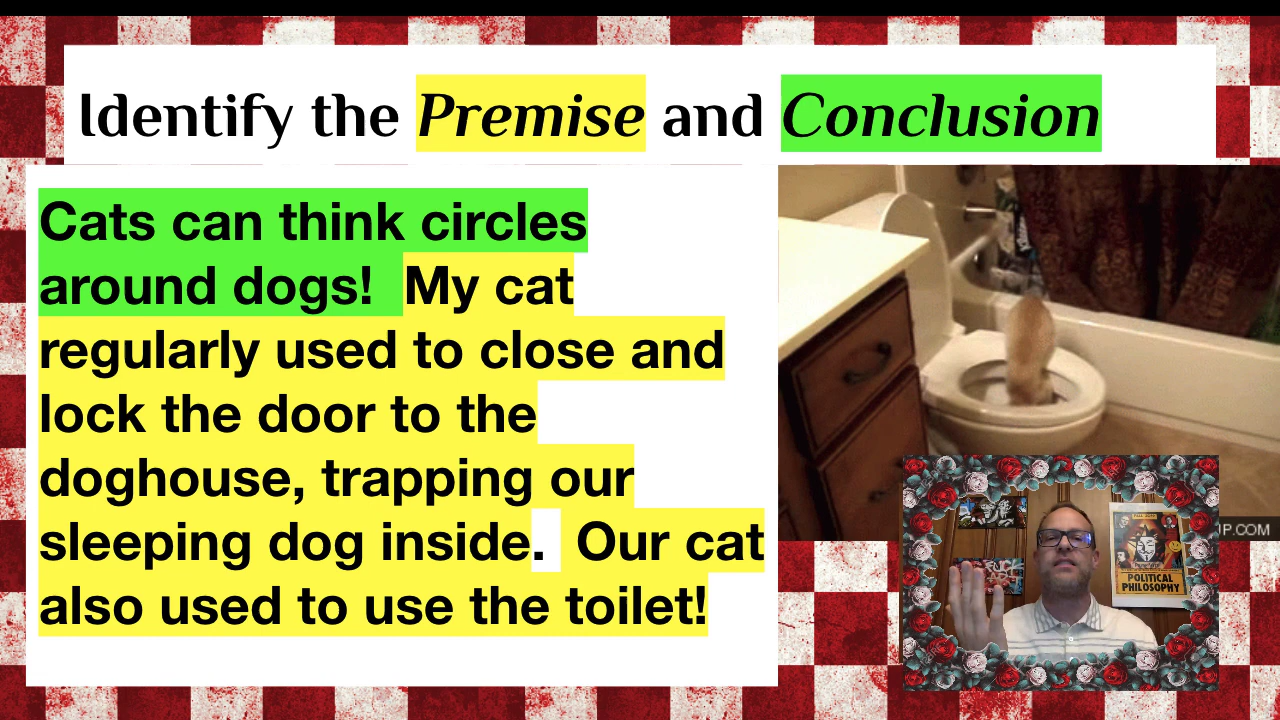 Identify the Premise and Conclusion
Cats can think circles
around dogs! My cat
regularly used to close and
lock the door to the
doghouse, trapping our
sleeping dog inside. Our cat
also used to use the toilet!
IP.COM
POLITICAL
PHILOSOPHY